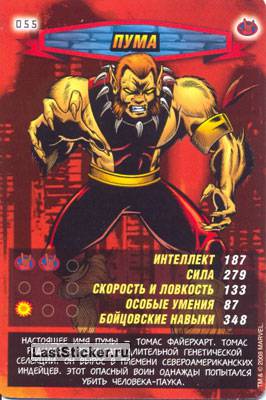 055
ПУМА
ИНТЕЛЛЕКТ 187
СИЛА 279
СКОРОСТЬ И ЛОВКОСТЬ 133
ОСОБЫЕ УМЕНИЯ 87
БОЙЦОВСКИЕ НАВЫКИ 348
НАСТОЯЩЕЕ ИМЯ ПУМЫ ТОМАС ФАЙЕРХАРТ. ТОМАС
ГЕНЕТИЧЕСКОЙ
СЕЛЕКЦИИ. ОН ВЫРОС В ПЛЕМЕНИ СЕВЕРОАМЕРИКАНСКИХ
ИНДЕЙЦЕВ. ЭТОТ ОПАСНЫЙ ВОИН ОДНАЖДЫ ПОПЫТАЛСЯ
УБИТЬ ЧЕЛОВЕКА-ПАУКА.
LastSticker.ru
TM & © 2008 MARVEL